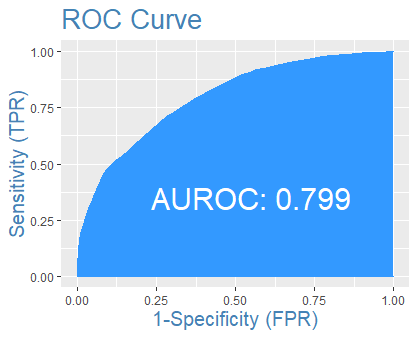 ROC Curve
Sensitivity (TPR)
1.00
0.75
0.50
0.25
0.00
AUROC: 0.799
0.00 0.25 0.50 0.75 1.00
1-Specificity (FPR)